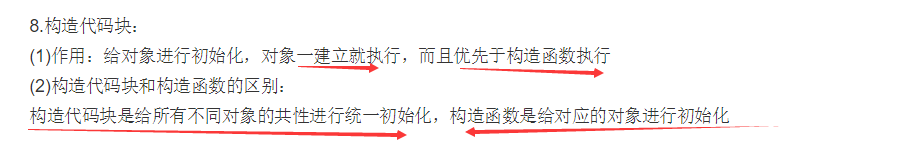 8.构造代码块：
(1)作用：给对象进行初始化，对象一建立就执行，而且优先于构造函数执行
(2)构造代码块和构造函数的区别：
构造代码块是给所有不同对象的共性进行统一初始化，构造函数是给对应的对象进行初始化